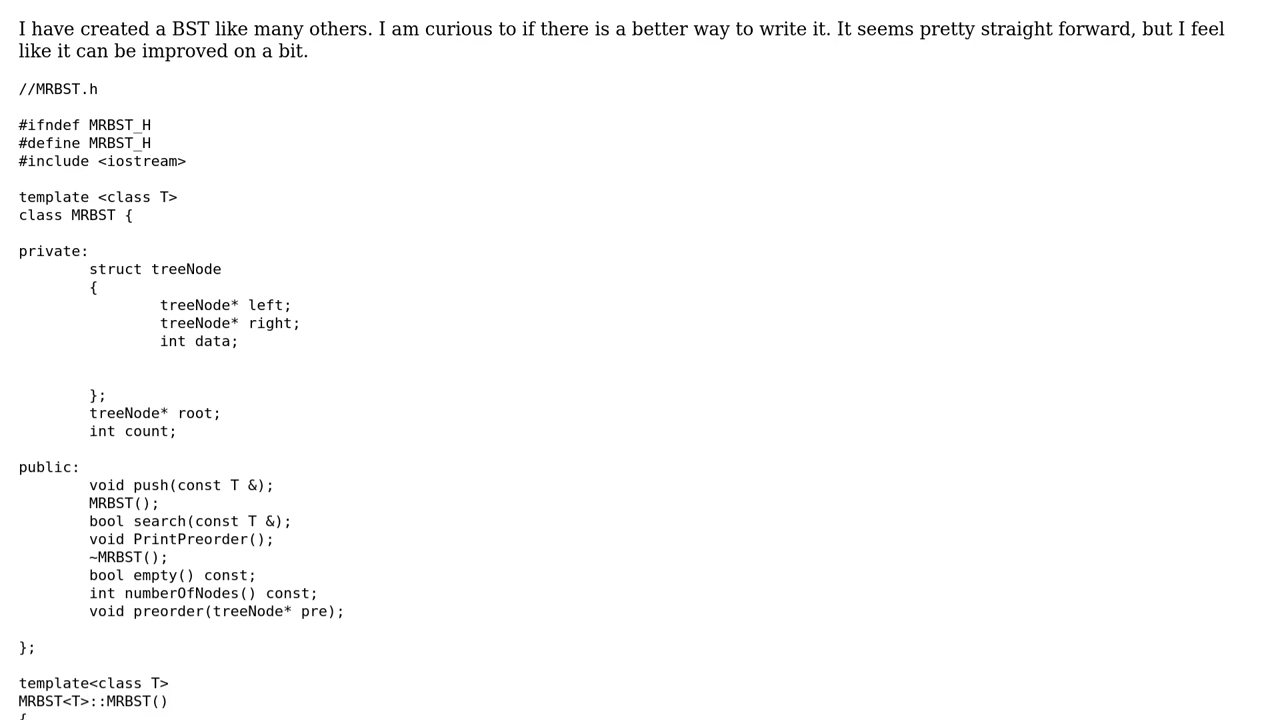 I have created a BST like many others. I am curious to if there is a better way to write it. It seems pretty straight forward, but I feel
like it can be improved on a bit.
//MRBST.h
#ifndef MRBST_H
#define MRBST_H
#include <iostream>
template <class T>
class MRBST {
private:
struct treeNode
{
treeNode* left;
treeNode* right;
int data;
};
treeNode* root;
int count;
public:
void push(const T &);
MRBST();
bool search(const T &);
void PrintPreorder();
~MRBST();
bool empty() const;
int numberOfNodes() const;
void preorder(treeNode* pre);
};
template<class T>
MRBST<T>::MRBST()
{